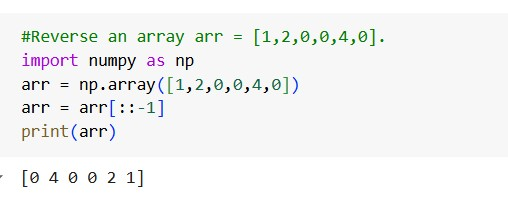 #Reverse an array arr = [1,2,0,0,4,0].
import numpy as np
arr = np.array([1,2,0,0,4,0])
arr = arr[::-1]
print(arr)
[0 4 0 0 2 1]